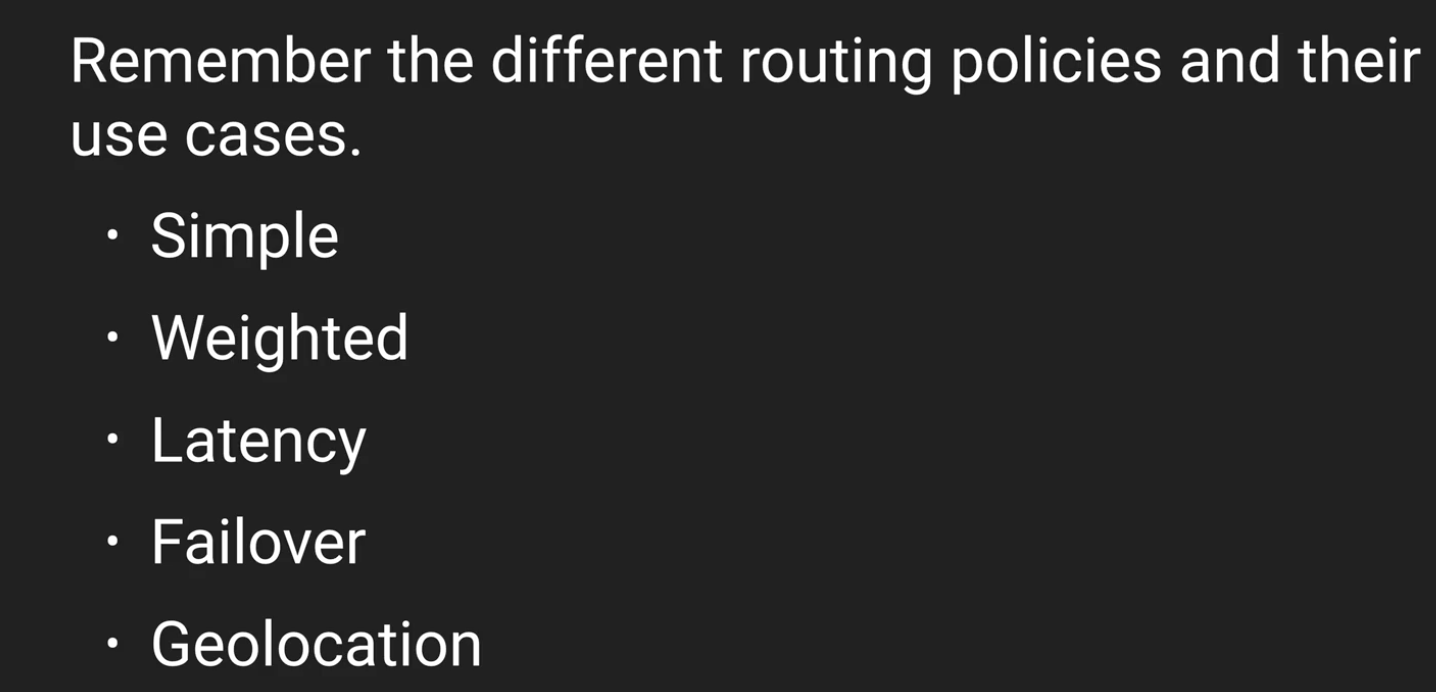 Remember the different routing policies and their
use cases.
• Simple
• Weighted
• Latency
• Failover
• Geolocation